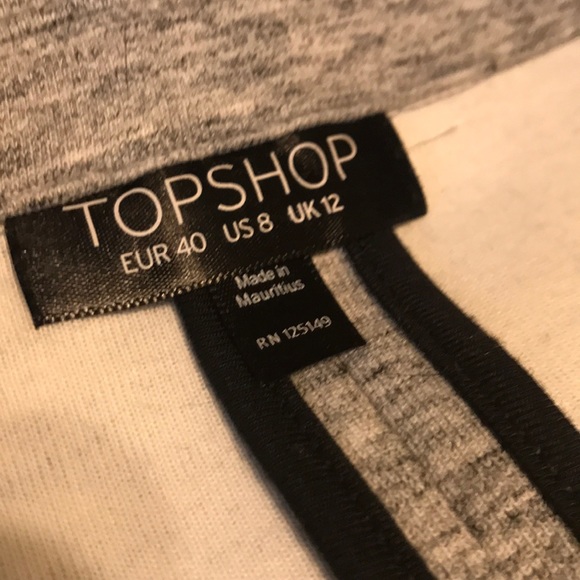 TOPSHOP
EUR 40 US 8 UK 12
Made in
Mauritius
RN 125149